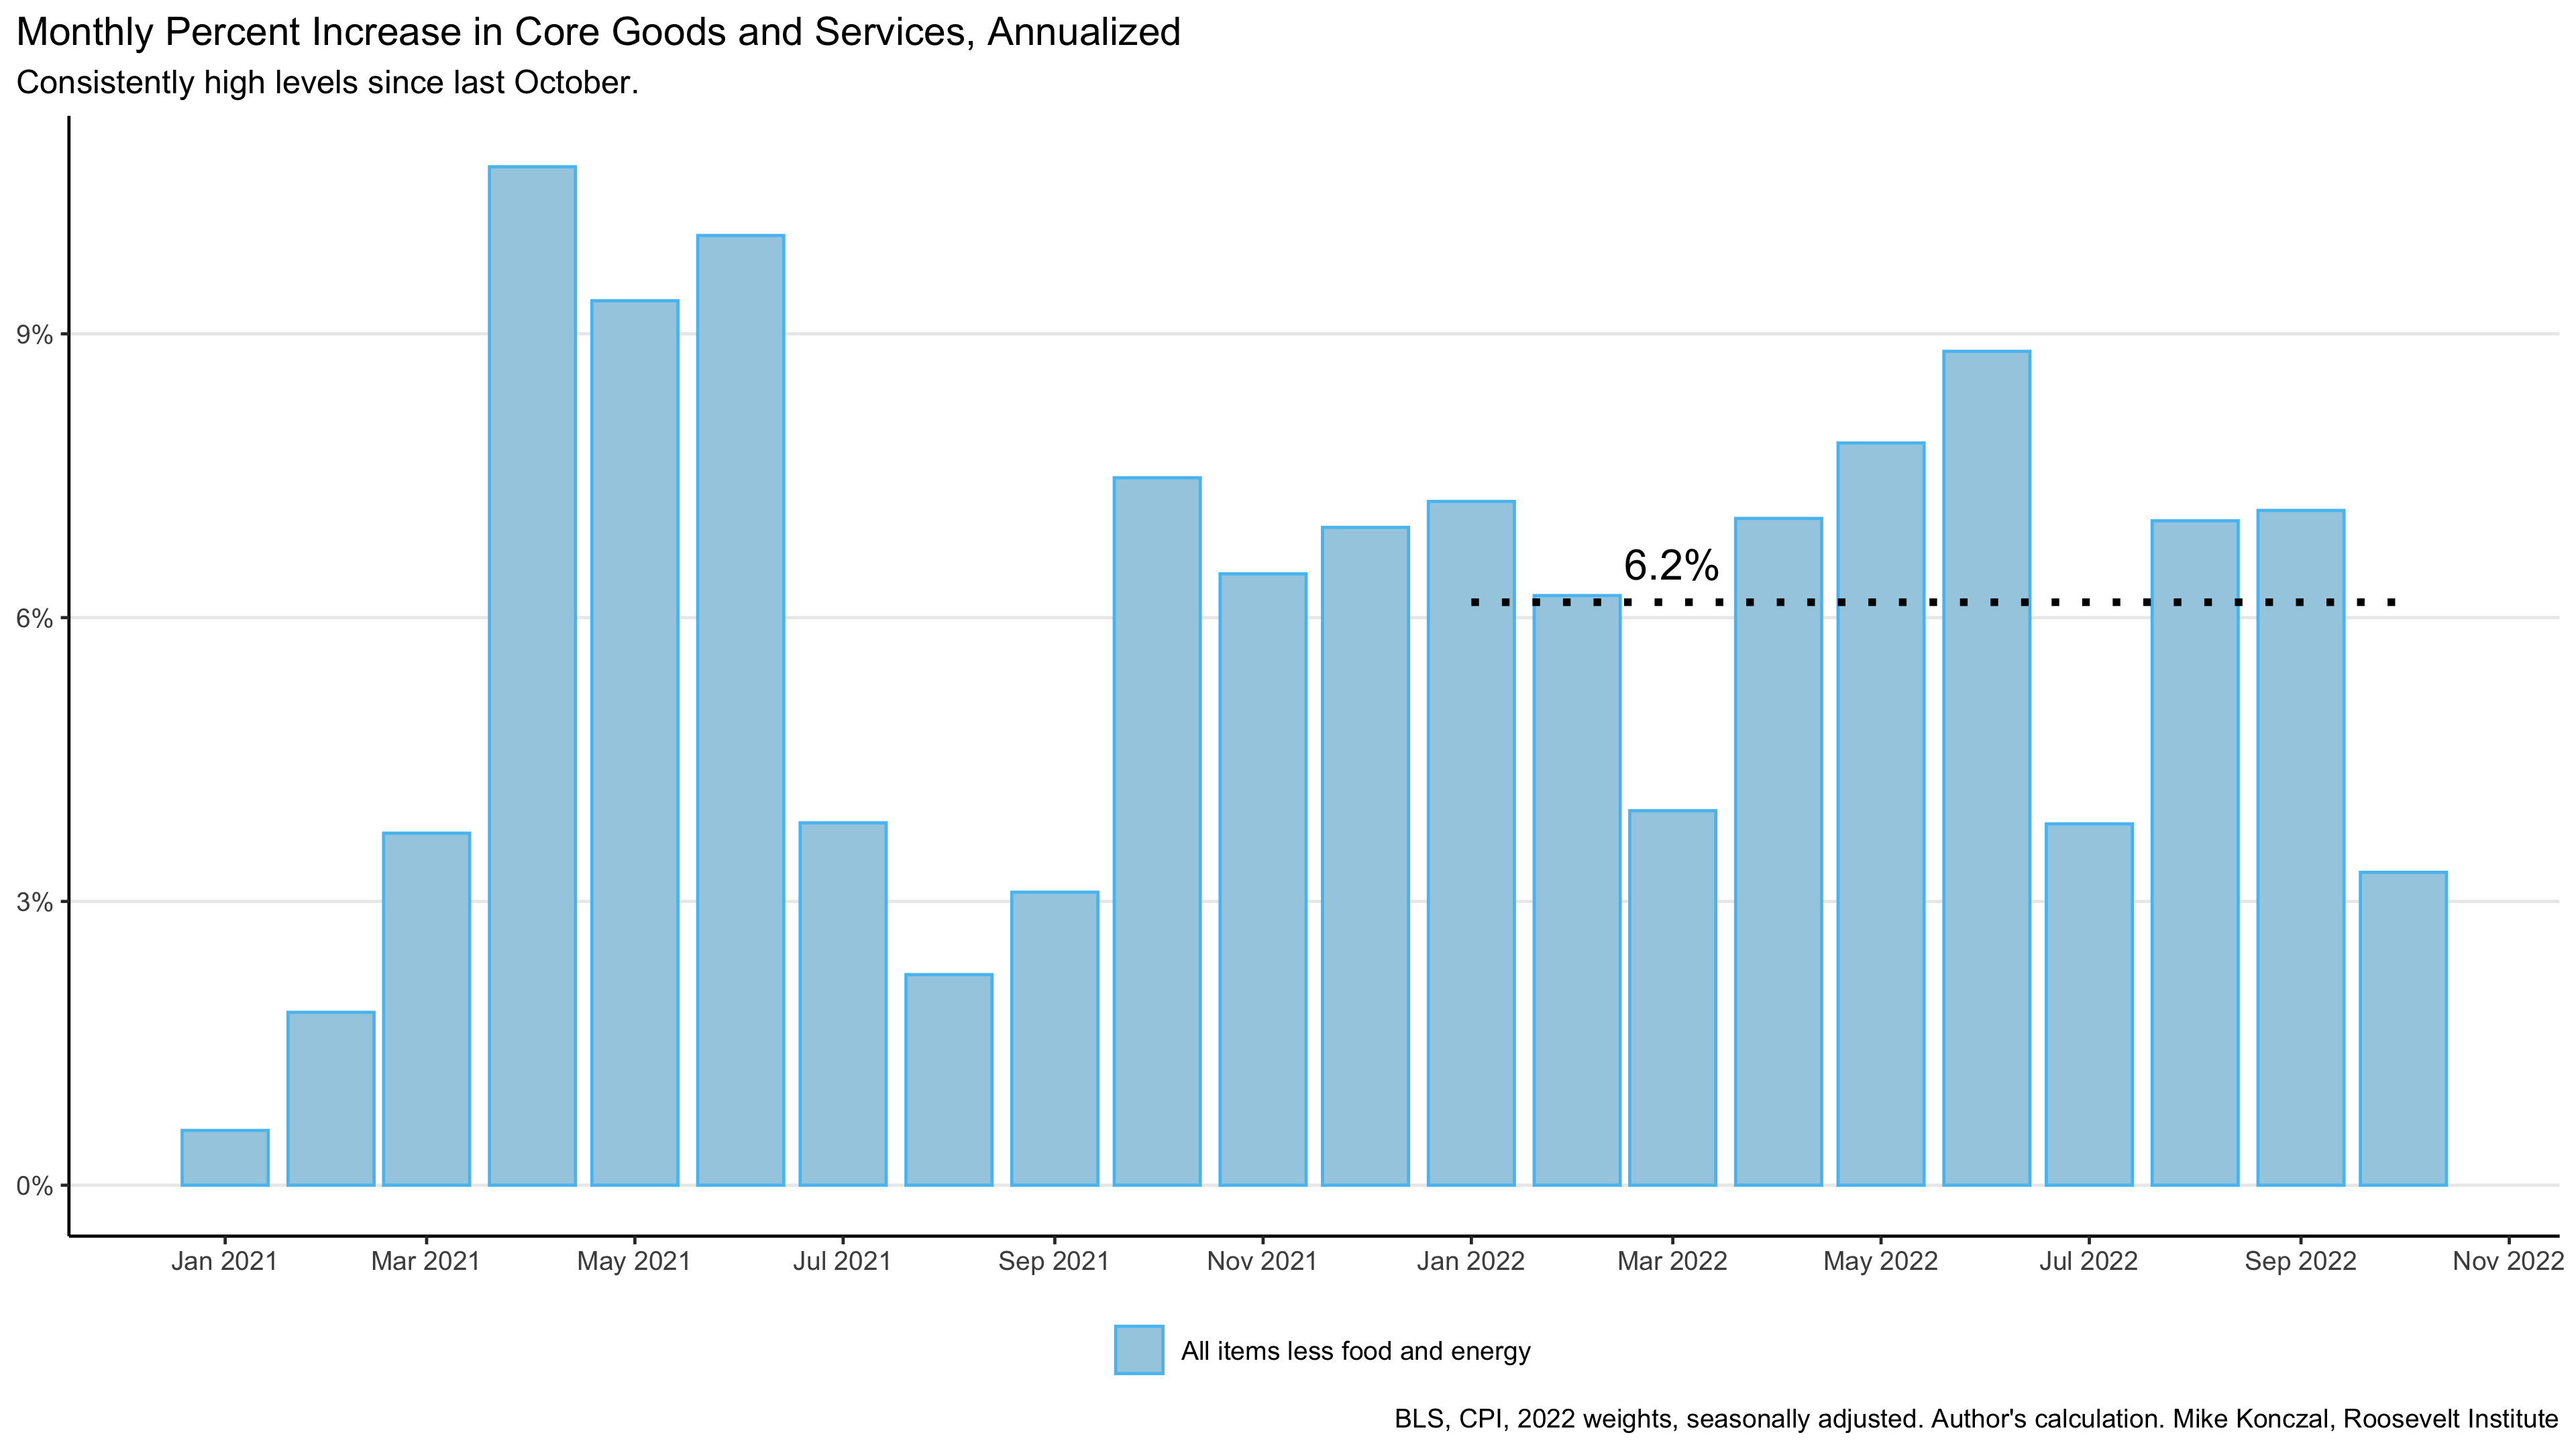 Monthly Percent Increase in Core Goods and Services, Annualized
Consistently high levels since last October.
9%
6%
3%
0%
6.2%
Jan 2021 Mar 2021 May 2021 Jul 2021 Sep 2021 Nov 2021 Jan 2022 Mar 2022 May 2022 Jul 2022 Sep 2022 Nov 2022
All items less food and energy
BLS, CPI, 2022 weights, seasonally adjusted. Author's calculation. Mike Konczal, Roosevelt Institute